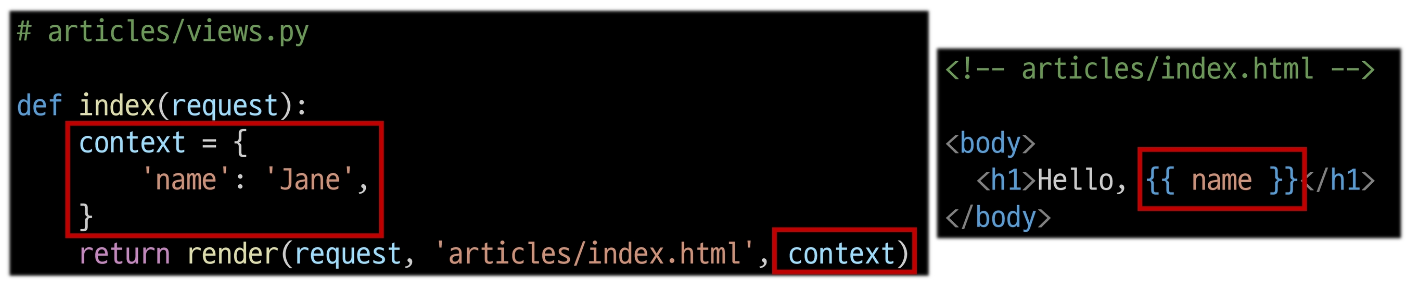 # articles/views.py
def index(request):
    context = {
        'name': 'Jane',
    }
    return render(request, 'articles/index.html', context)
<!-- articles/index.html -->
<body>
  <h1>Hello, {{ name }}</h1>
</body>